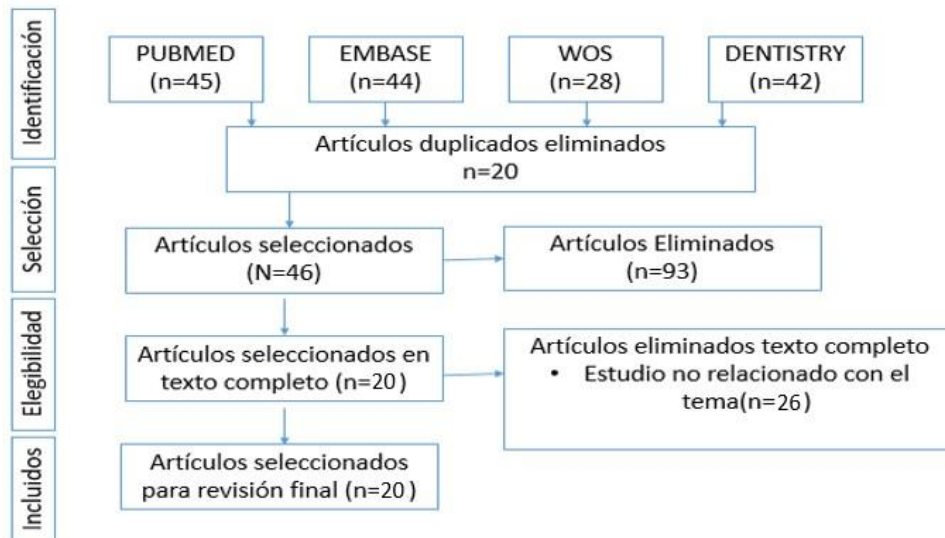 Identificación
PUBMED
(n=45)
EMBASE
(n=44)
WOS
(n=28)
DENTISTRY
(n=42)
Artículos duplicados eliminados
n=20
Selección
Artículos seleccionados
(N=46)
Artículos Eliminados
(n=93)
Elegibilidad
Artículos seleccionados en
texto completo (n=20)
Artículos eliminados texto completo
• Estudio no relacionado con el
tema(n=26)
Incluidos
Artículos seleccionados
para revisión final (n=20)